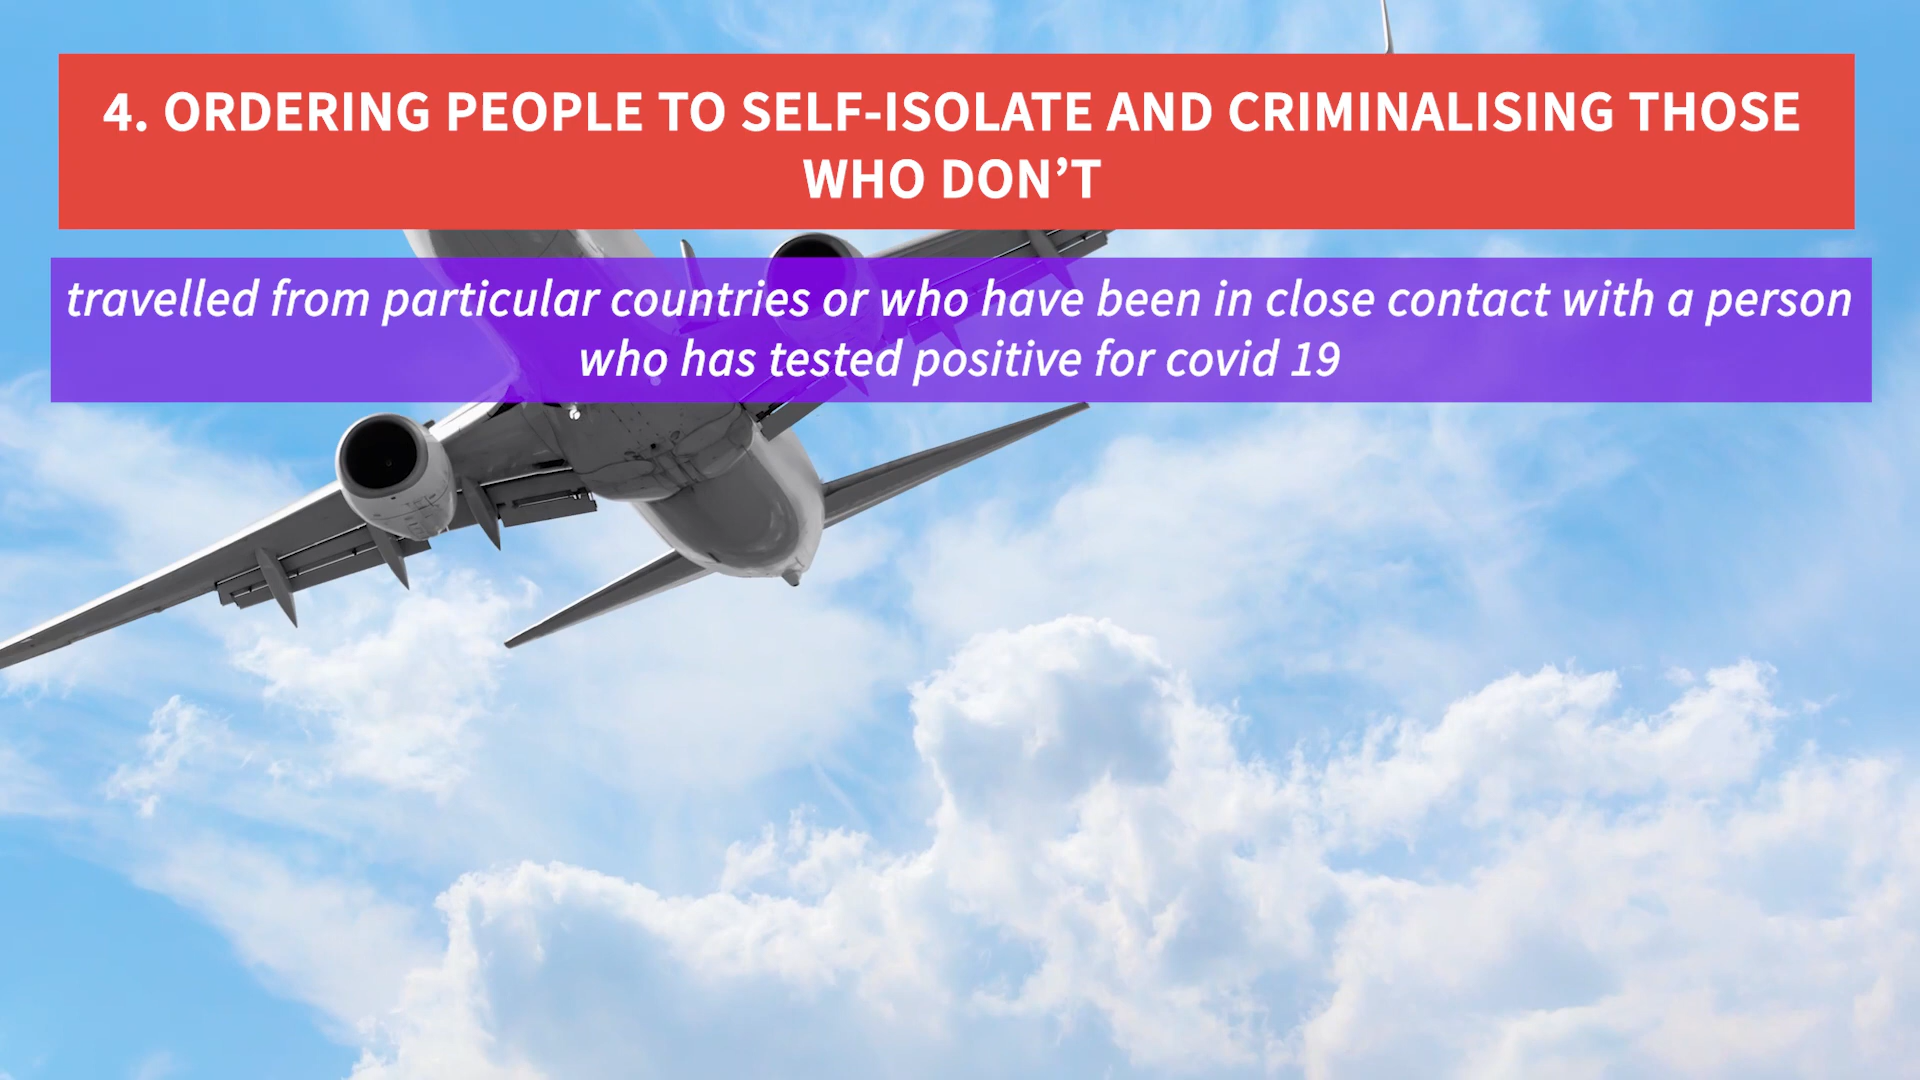 4. ORDERING PEOPLE TO SELF-ISOLATE AND CRIMINALISING THOSE
WHO DON’T
travelled from particular countries or who have been in close contact with a person
who has tested positive for covid 19